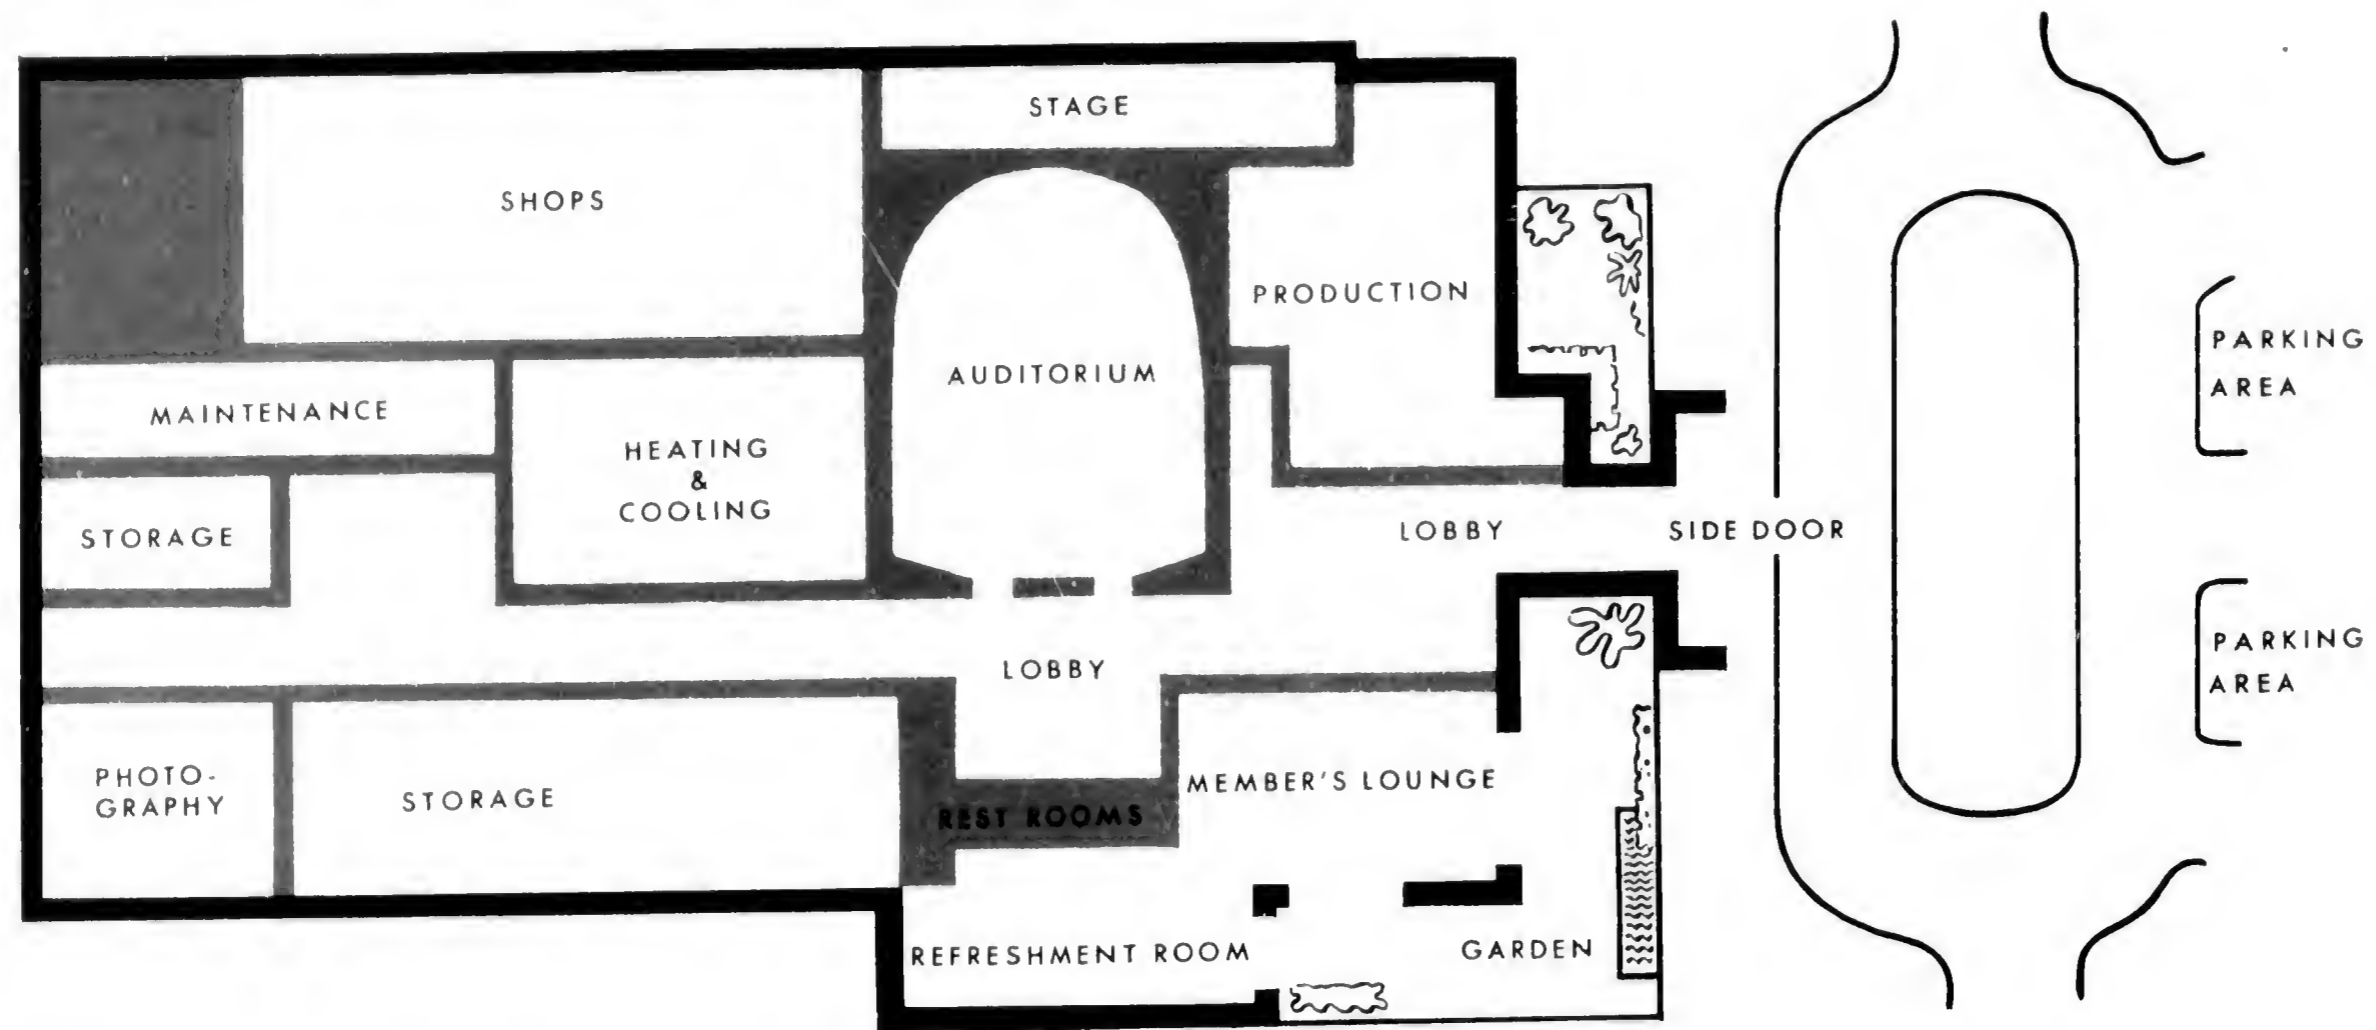 STAGE
SHOPS
PRODUCTION
PARKING
AREA
AUDITORIUM
MAINTENANCE
HEATING
&
COOLING
STORAGE
LOBBY
SIDE DOOR
LOBBY
PARKING
AREA
PHOTO-
GRAPHY
STORAGE
MEMBER'S LOUNGE
REST ROOMS
REFRESHMENT ROOM
GARDEN